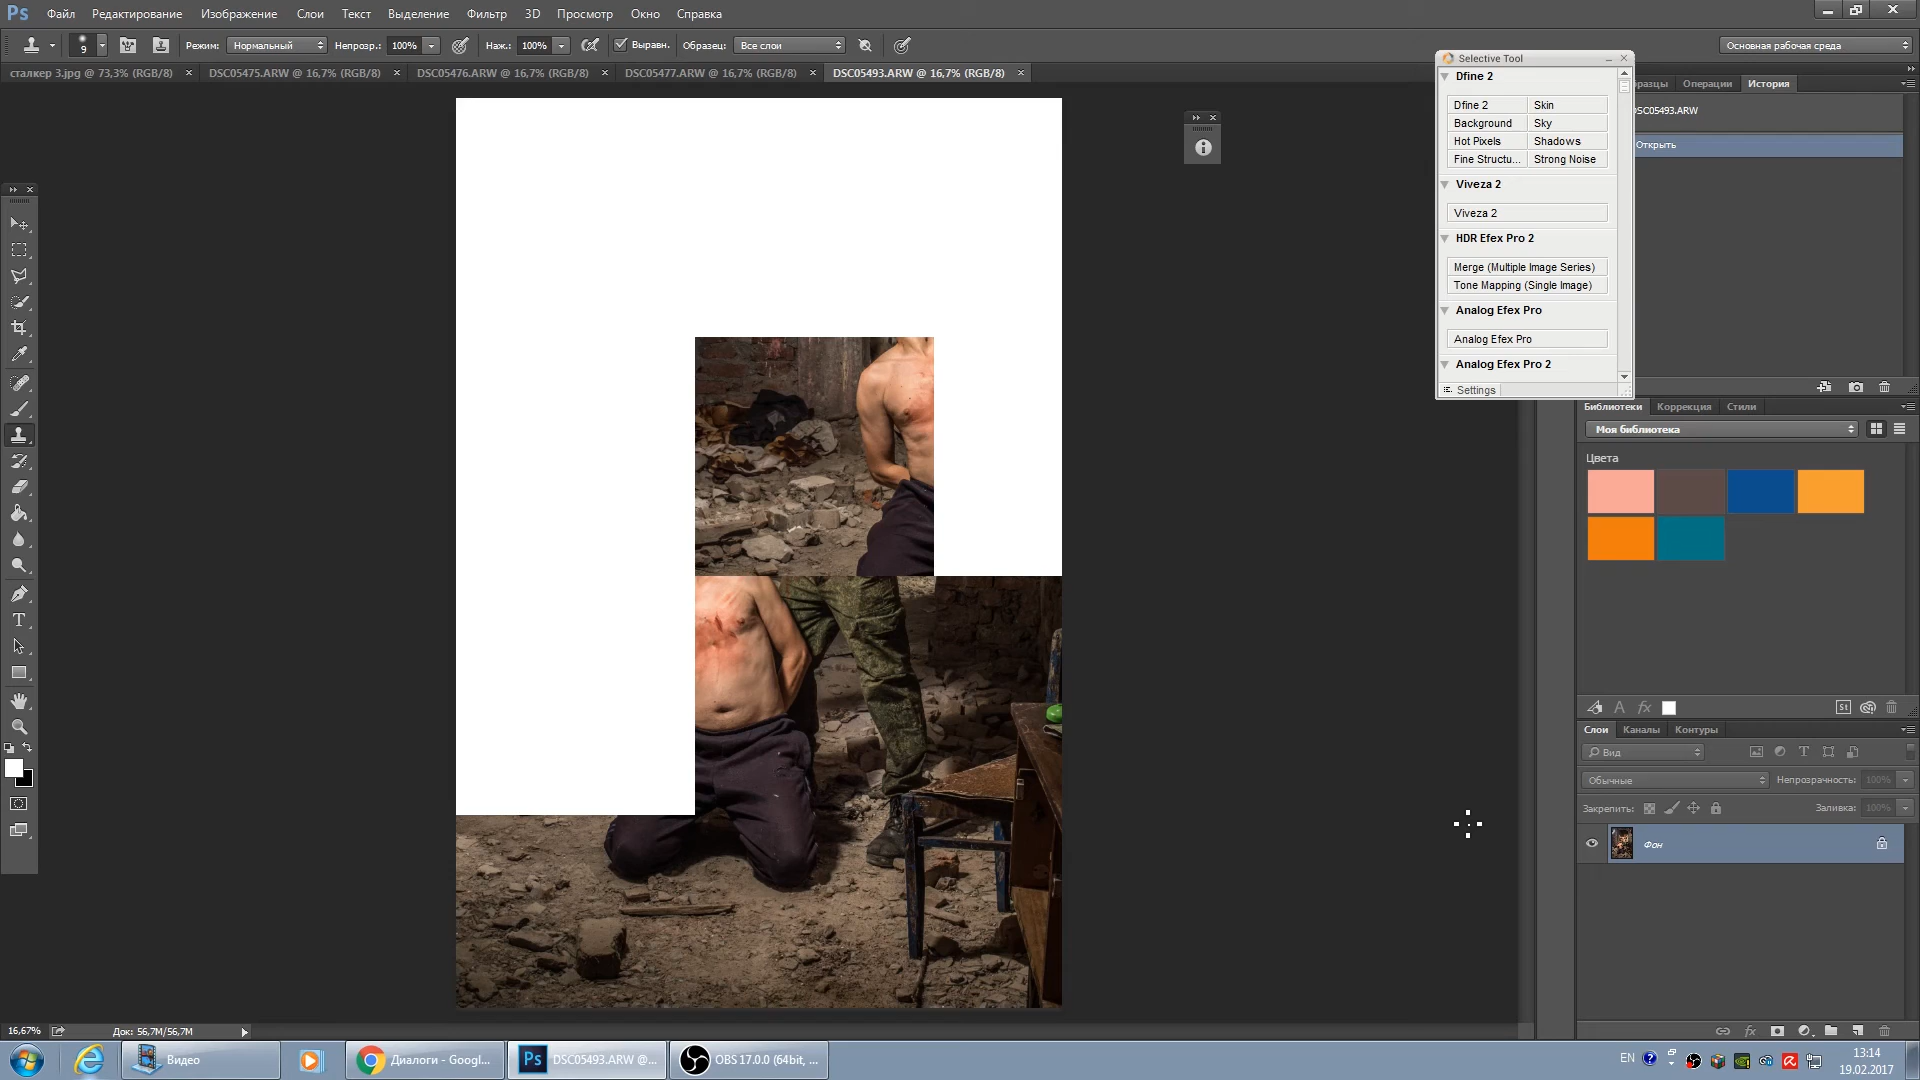 Ps Файл Редактирование Изображение Слои Текст Выделение Фильтр 3D Просмотр Окно Справка
9 Режим: Нормальный Непрозр.: 100% Наж.: 100% Выравн. Образец: Все слои Основная рабочая среда
сталкер 3.jpg @ 73,3% (RGB/8) DSC05475.ARW @ 16,7% (RGB/8) DSC05476.ARW @ 16,7% (RGB/8) DSC05477.ARW @ 16,7% (RGB/8) DSC05493.ARW @ 16,7% (RGB/8)
Selective Tool
Dfine 2
Dfine 2 Skin
Background Sky
Hot Pixels Shadows
Fine Structu... Strong Noise
Viveza 2
Viveza 2
HDR Efex Pro 2
Merge (Multiple Image Series)
Tone Mapping (Single Image)
Analog Efex Pro
Analog Efex Pro
Analog Efex Pro 2
Settings
разцы Операции История
DSC05493.ARW
Открыть
Библиотеки Коррекция Стили
Моя библиотека
Цвета
St
Слои Каналы Контуры
Вид
Обычные Непрозрачность: 100%
Закрепить: Заливка: 100%
Фон
16,67% Док: 56,7M/56,7M
Видео Диалоги - Googl... Ps DSC05493.ARW @... OBS 17.0.0 (64bit, ... EN 13:14
19.02.2017